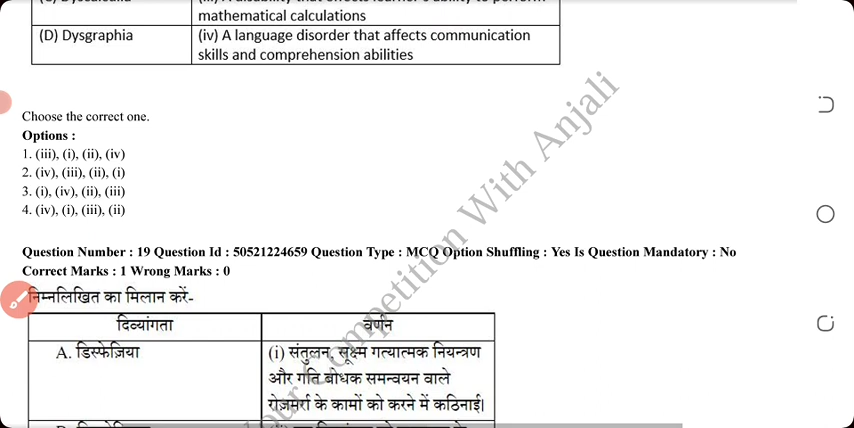 mathematical calculations
(D) Dysgraphia
(iv) A language disorder that affects communication
skills and comprehension abilities
Choose the correct one.
Options :
1. (iii), (i), (ii), (iv)
2. (iv), (iii), (ii), (i)
3. (i), (iv), (ii), (iii)
4. (iv), (i), (iii), (ii)
Question Number : 19 Question Id : 50521224659 Question Type : MCQ Option Shuffling : Yes Is Question Mandatory : No
Correct Marks : 1 Wrong Marks : 0
निम्नलिखित का मिलान करें-
दिव्यांगता
वर्णन
A. डिस्फेज़िया
(i) संतुलन, सूक्ष्म गत्यात्मक नियन्त्रण
और गति बोधक समन्वयन वाले
रोज़मर्रा के कामों को करने में कठिनाई।
Your Competition With Anjali